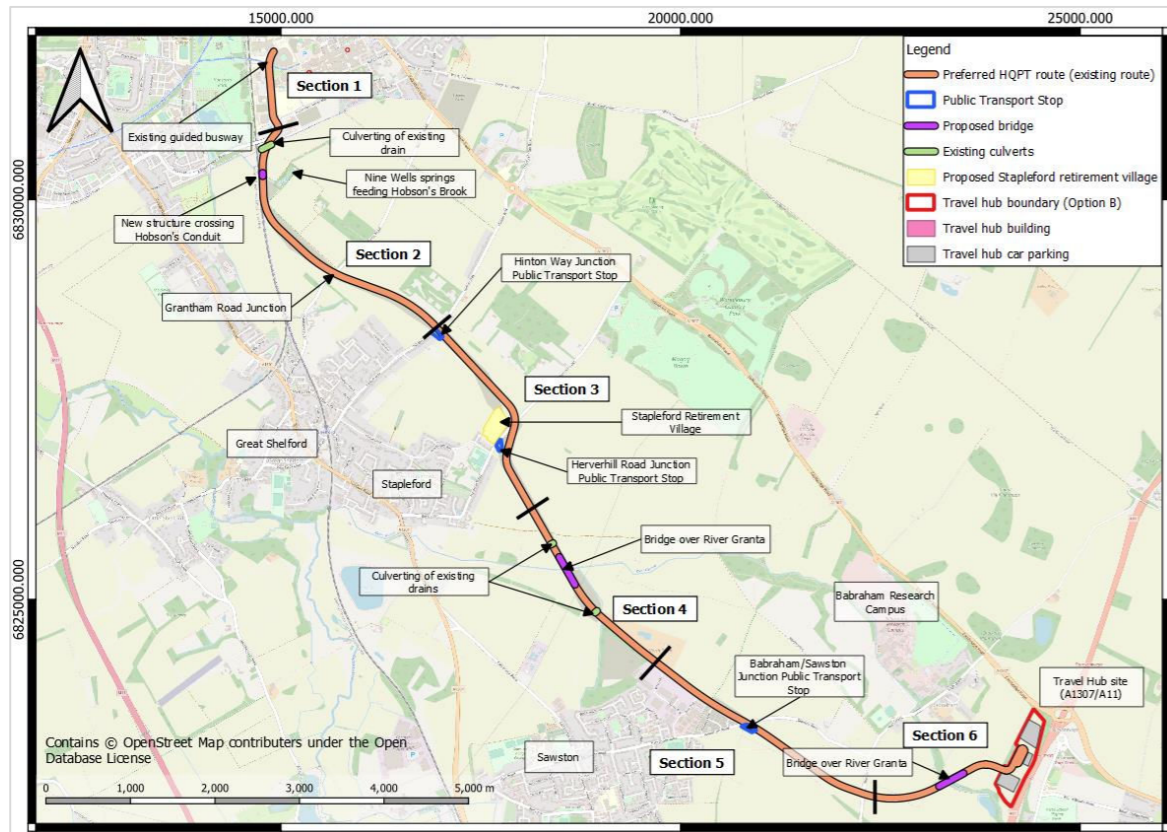 15000.000
20000.000
25000.000
6830000.000
6825000.000
Legend
Preferred HQPT route (existing route)
Public Transport Stop
Proposed bridge
Existing culverts
Proposed Stapleford retirement village
Travel hub boundary (Option B)
Travel hub building
Travel hub car parking
Section 1
Existing guided busway
Culverting of existing
drain
Nine Wells springs
feeding Hobson's Brook
New structure crossing
Hobson's Conduit
Section 2
Hinton Way Junction
Public Transport Stop
Grantham Road Junction
Section 3
Stapleford Retirement
Village
Great Shelford
Stapleford
Herverhill Road Junction
Public Transport Stop
Bridge over River Granta
Culverting of existing
drains
Section 4
Babraham Research
Campus
Babraham/Sawston
Junction Public Transport
Stop
Travel Hub site
(A1307/A11)
Section 6
Bridge over River Granta
Sawston
Section 5
Contains © OpenStreet Map contributers under the Open
Database License
0
1,000
2,000
3,000
4,000
5,000 m